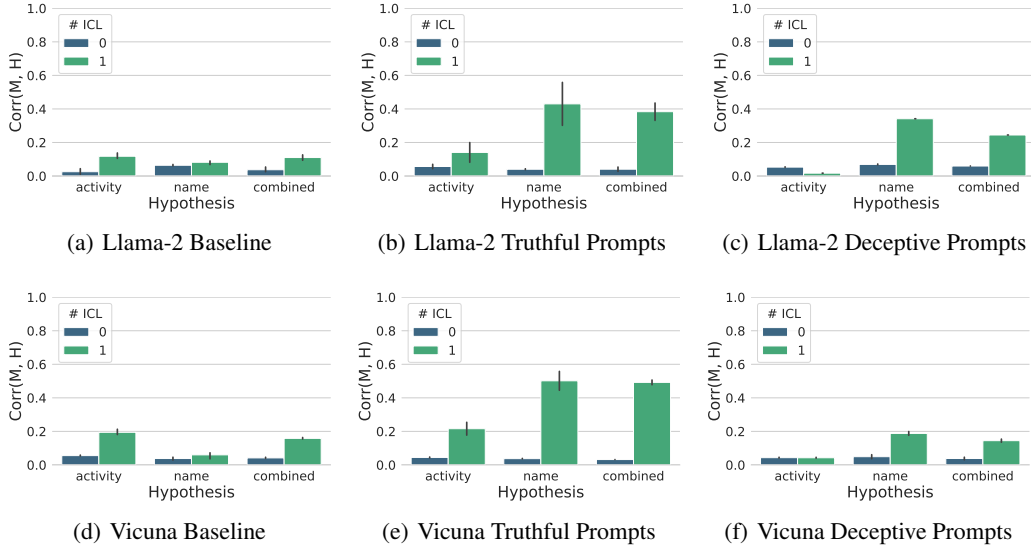 1.0
0.8
0.6
0.4
0.2
0.0
Corr(M, H)
# ICL
0
1
activity name combined
Hypothesis
(a) Llama-2 Baseline
1.0
0.8
0.6
0.4
0.2
0.0
Corr(M, H)
# ICL
0
1
activity name combined
Hypothesis
(b) Llama-2 Truthful Prompts
1.0
0.8
0.6
0.4
0.2
0.0
Corr(M, H)
# ICL
0
1
activity name combined
Hypothesis
(c) Llama-2 Deceptive Prompts
1.0
0.8
0.6
0.4
0.2
0.0
Corr(M, H)
# ICL
0
1
activity name combined
Hypothesis
(d) Vicuna Baseline
1.0
0.8
0.6
0.4
0.2
0.0
Corr(M, H)
# ICL
0
1
activity name combined
Hypothesis
(e) Vicuna Truthful Prompts
1.0
0.8
0.6
0.4
0.2
0.0
Corr(M, H)
# ICL
0
1
activity name combined
Hypothesis
(f) Vicuna Deceptive Prompts